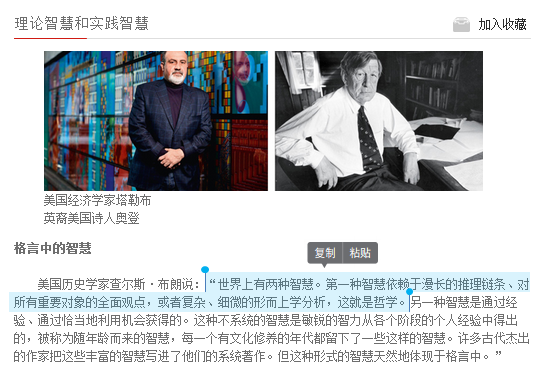 理论智慧和实践智慧
加入收藏
美国经济学家塔勒布
英裔美国诗人奥登
格言中的智慧
复制 粘贴
美国历史学家查尔斯·布朗说：“世界上有两种智慧。第一种智慧依赖于漫长的推理链条、对
所有重要对象的全面观点，或者复杂、细微的形而上学分析，这就是哲学。另一种智慧是通过经
验、通过恰当地利用机会获得的。这种不系统的智慧是敏锐的智力从各个阶段的个人经验中得出
的，被称为随年龄而来的智慧，每一个有文化修养的年代都留下了一些这样的智慧。许多古代杰出
的作家把这些丰富的智慧写进了他们的系统著作。但这种形式的智慧天然地体现于格言中。”